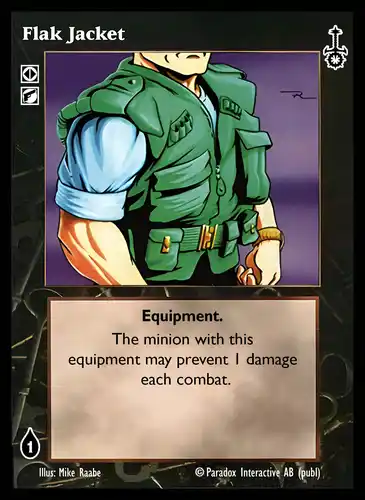 Flak Jacket
R
Equipment.
The minion with this
equipment may prevent 1 damage
each combat.
1
Illus: Mike Raabe
© Paradox Interactive AB (publ)